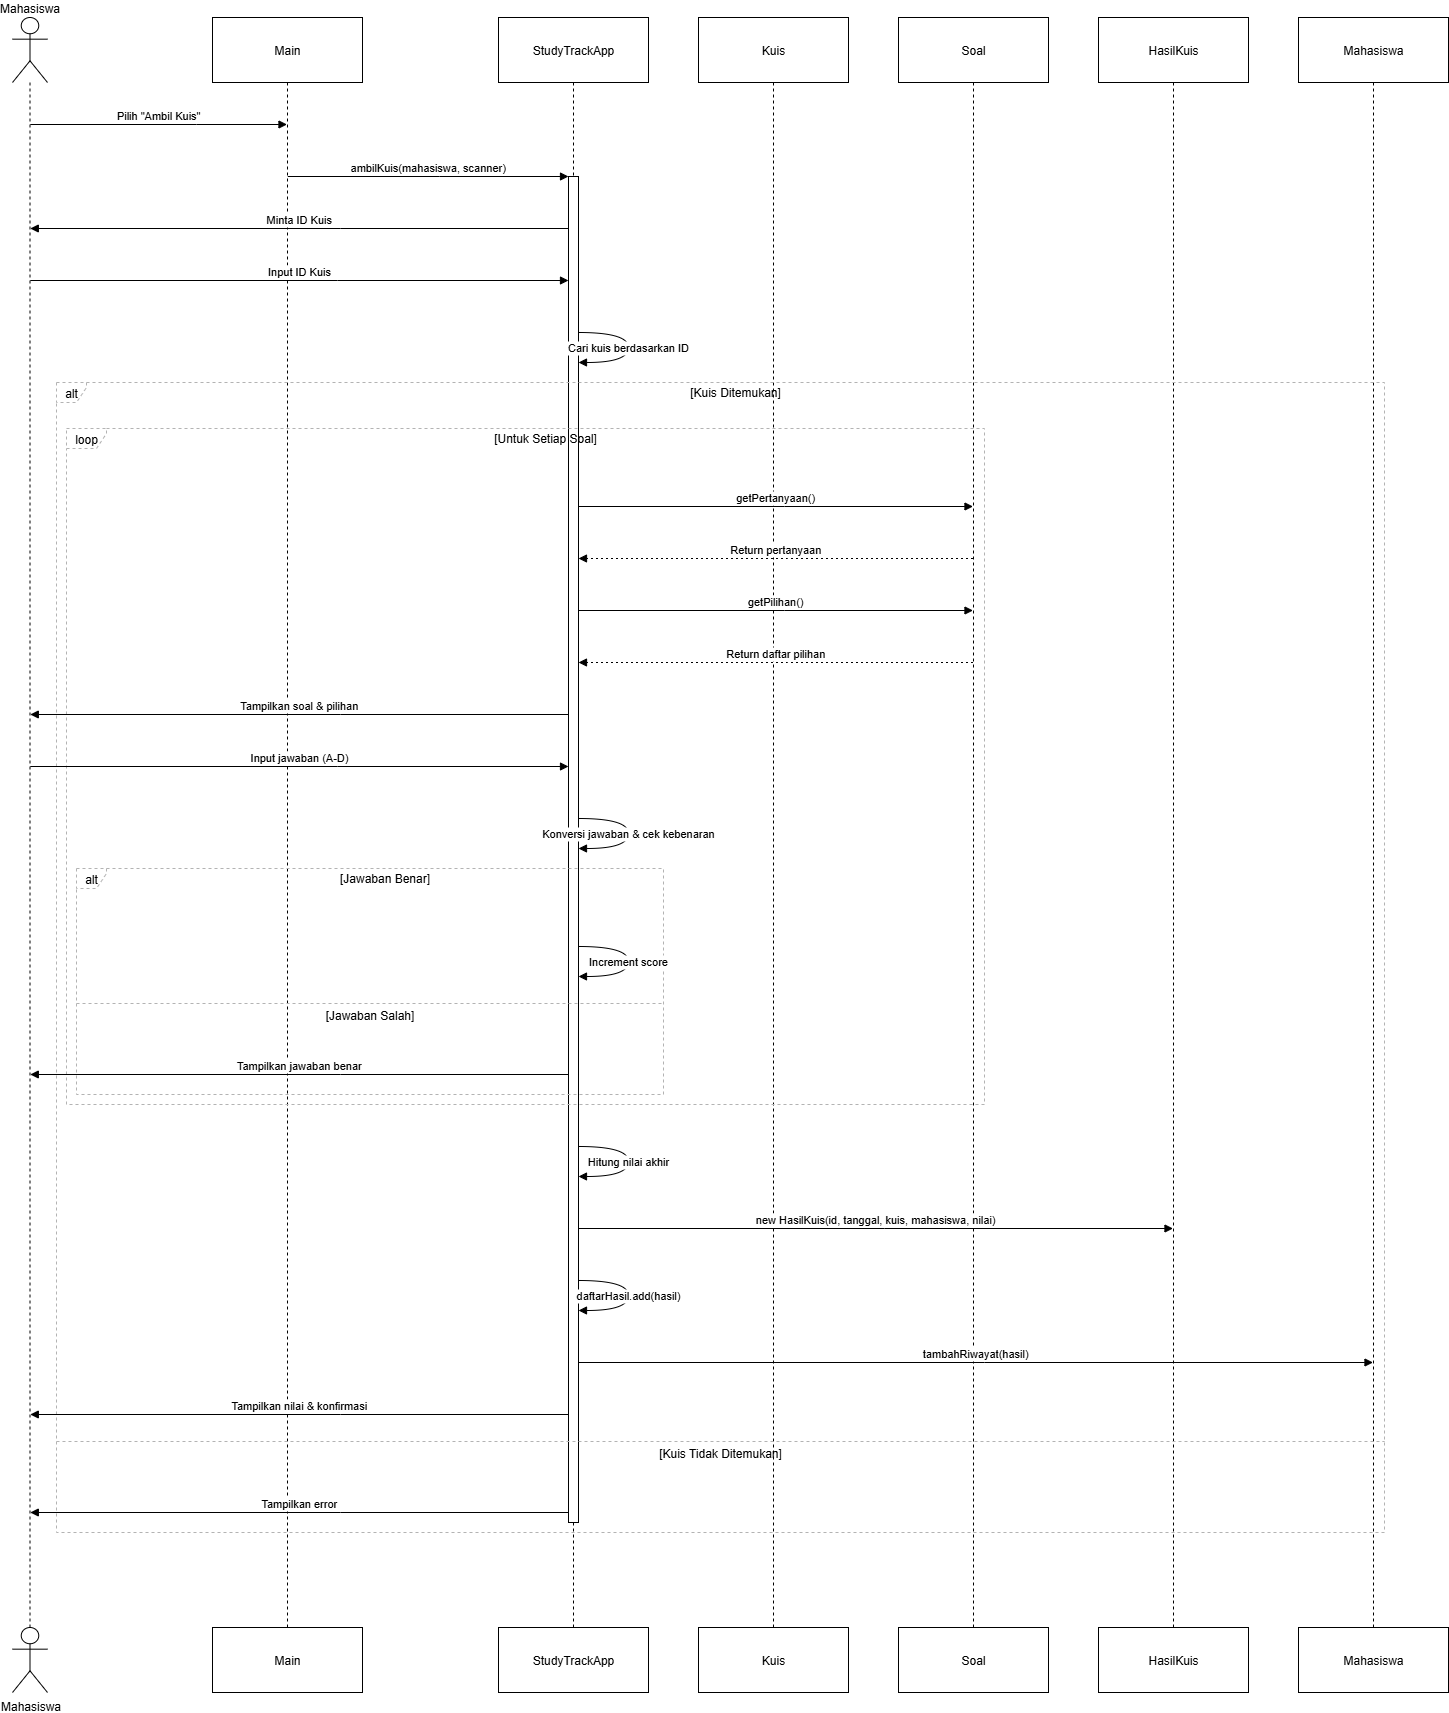 Mahasiswa
Main
StudyTrackApp
Kuis
Soal
HasilKuis
Mahasiswa
Pilih "Ambil Kuis"
ambilKuis(mahasiswa, scanner)
Minta ID Kuis
Input ID Kuis
Cari kuis berdasarkan ID
alt
[Kuis Ditemukan]
loop
[Untuk Setiap Soal]
getPertanyaan()
Return pertanyaan
getPilihan()
Return daftar pilihan
Tampilkan soal & pilihan
Input jawaban (A-D)
Konversi jawaban & cek kebenaran
alt
[Jawaban Benar]
Increment score
[Jawaban Salah]
Tampilkan jawaban benar
Hitung nilai akhir
new HasilKuis(id, tanggal, kuis, mahasiswa, nilai)
daftarHasil.add(hasil)
tambahRiwayat(hasil)
Tampilkan nilai & konfirmasi
[Kuis Tidak Ditemukan]
Tampilkan error
Main
StudyTrackApp
Kuis
Soal
HasilKuis
Mahasiswa
Mahasiswa